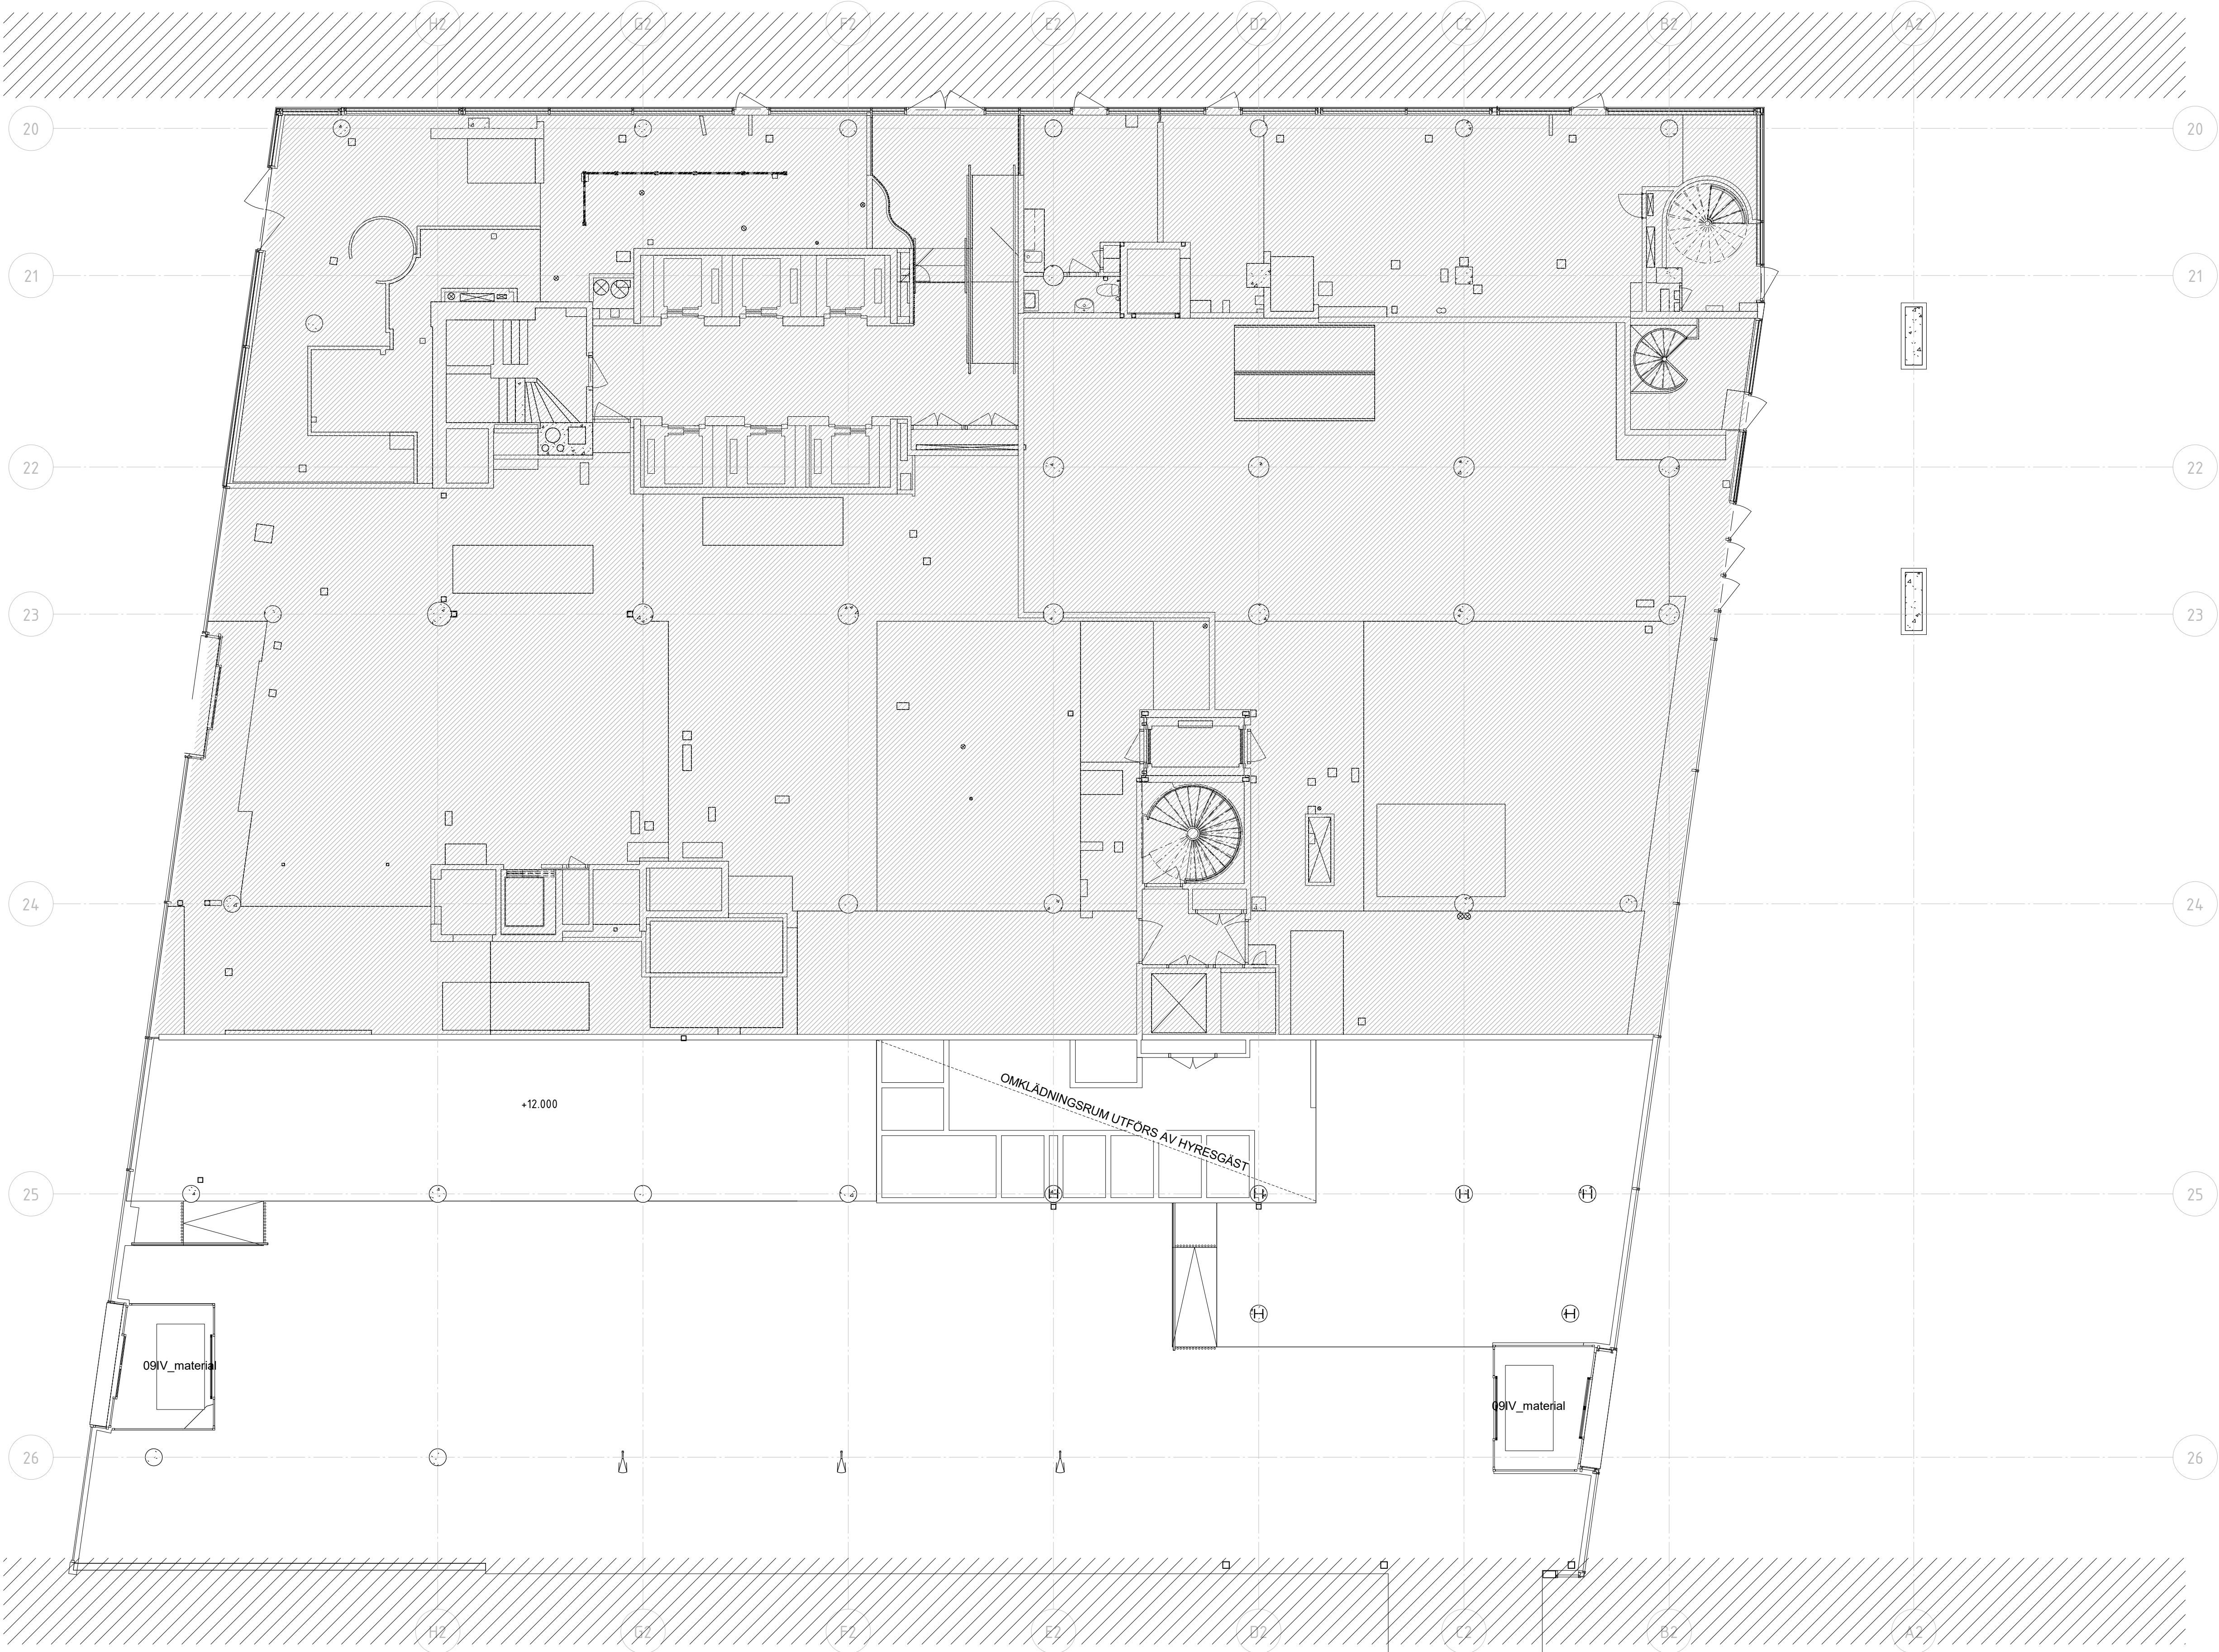 H2 G2 F2 E2 D2 C2 B2 A2
20 20
21 21
22 22
23 23
24 24
OMKLÄDNINGSRUM UTFÖRS AV HYRESGÄST
+12.000
25 25
H H H H
H H
09IV_material
09IV_material
26 26
H2 G2 F2 E2 D2 C2 B2 A2